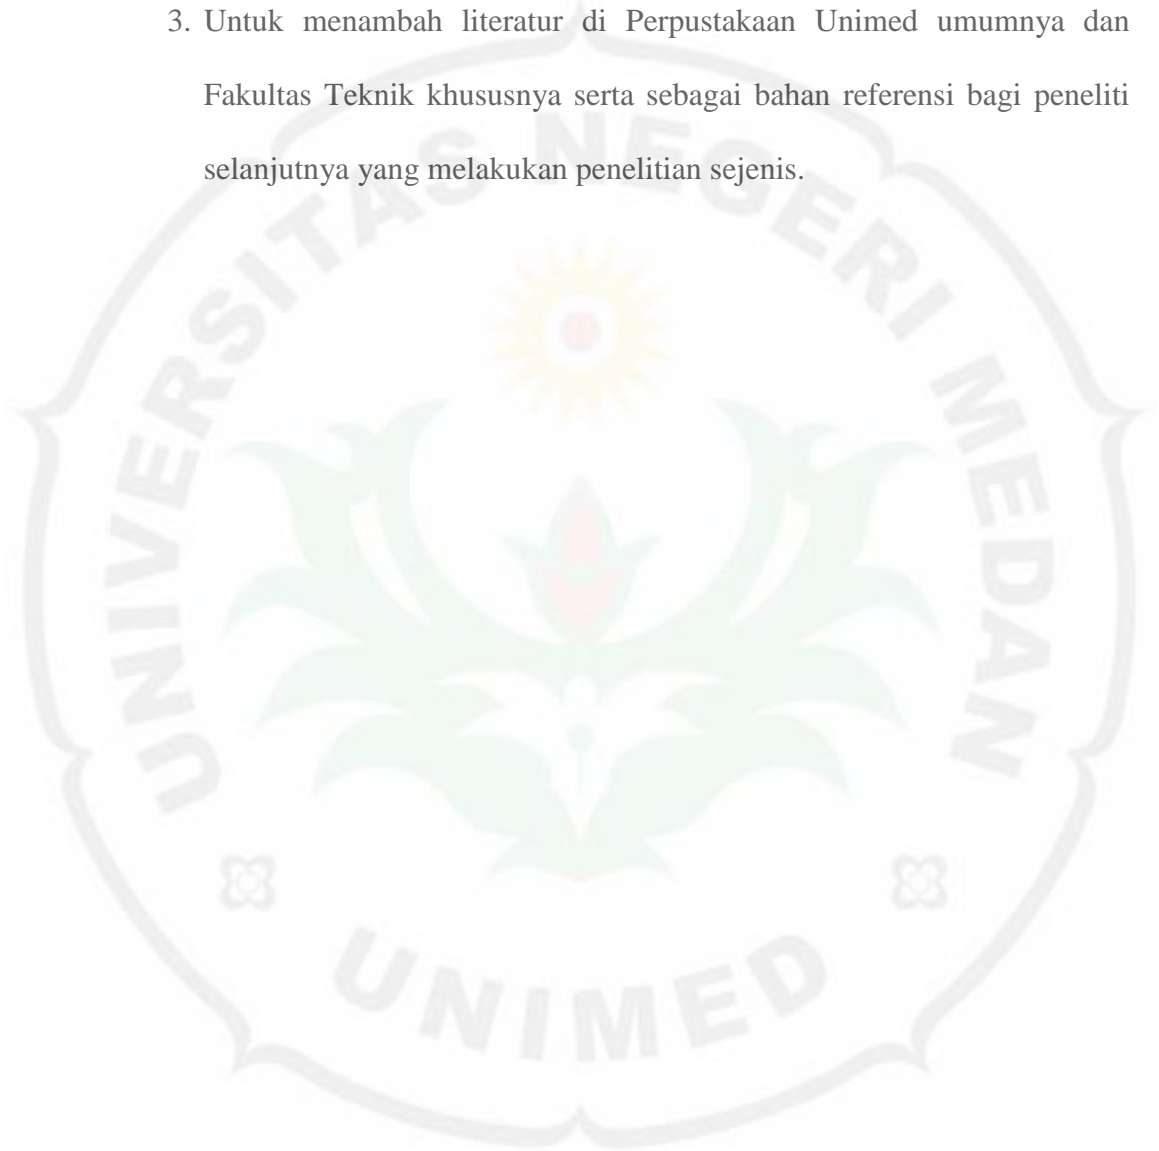 3. Untuk menambah literatur di Perpustakaan Unimed umumnya dan
Fakultas Teknik khususnya serta sebagai bahan referensi bagi peneliti
selanjutnya yang melakukan penelitian sejenis.
UNIVERSITAS NEGERI MEDAN
UNIMED